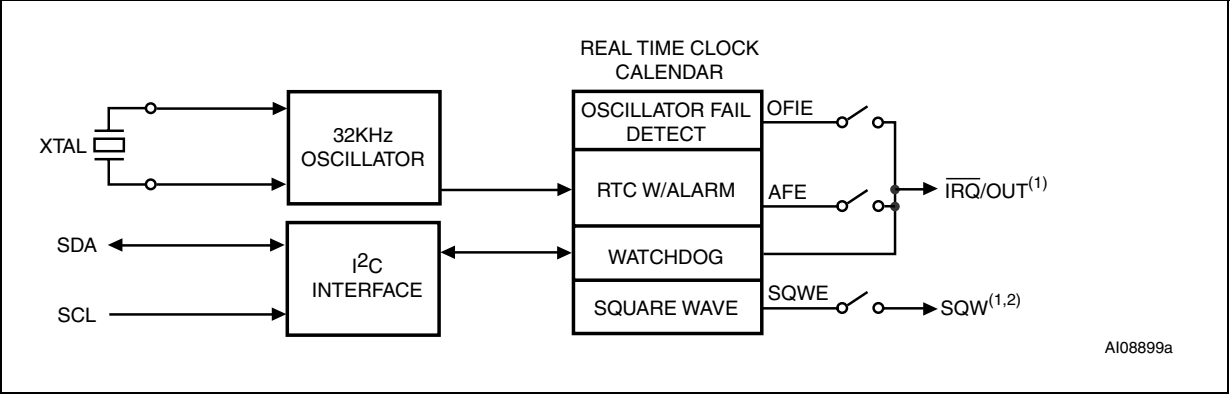 REAL TIME CLOCK
CALENDAR
XTAL
32KHz
OSCILLATOR
OSCILLATOR FAIL
DETECT
OFIE
RTC W/ALARM
AFE
IRQ/OUT(1)
SDA
SCL
I2C
INTERFACE
WATCHDOG
SQUARE WAVE
SQWE
SQW(1,2)
AI08899a